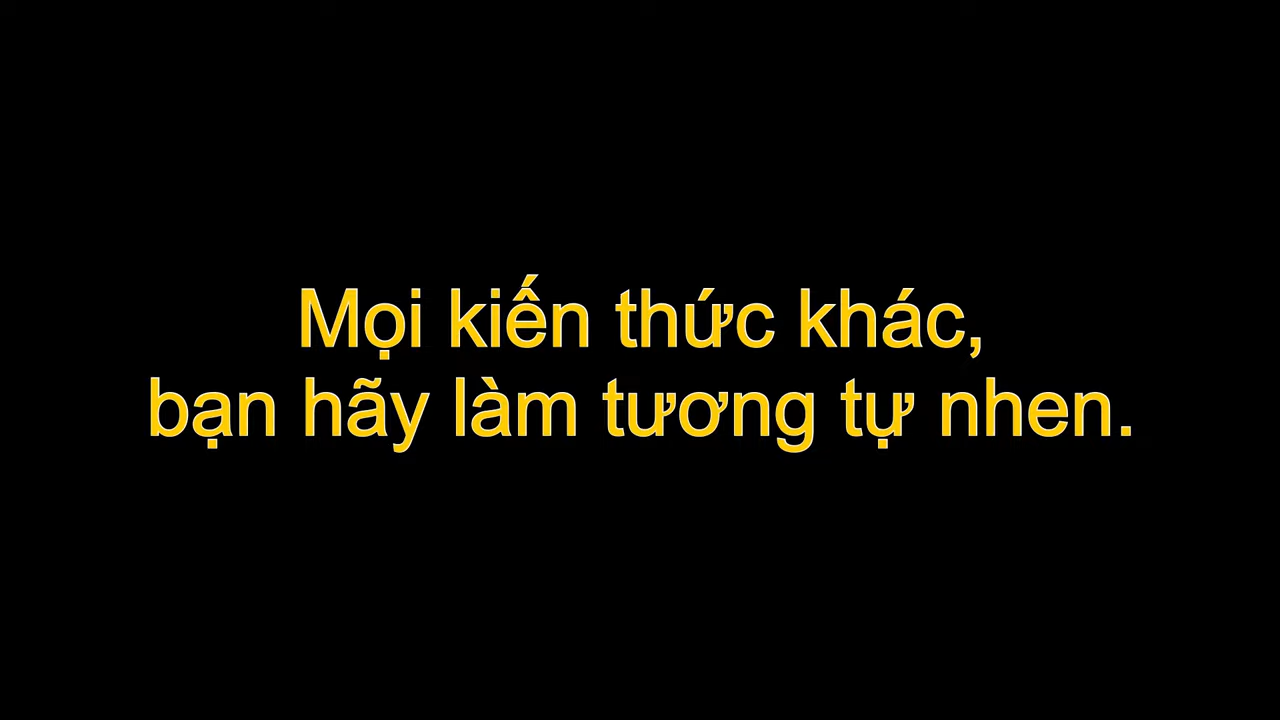 Mọi kiến thức khác,
bạn hãy làm tương tự nhen.